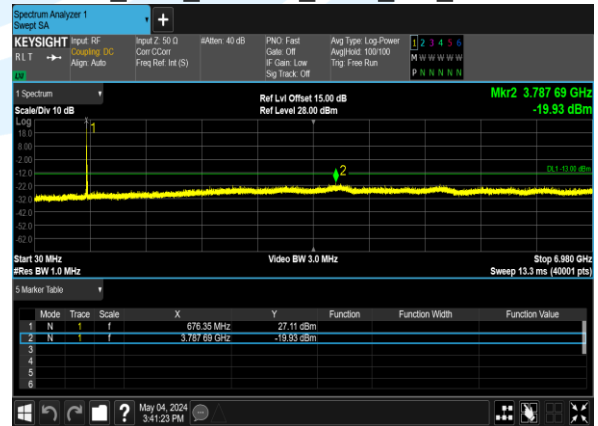 Spectrum Analyzer 1
Swept SA
+
KEYSIGHT Input: RF Input Z: 50 Ω #Atten: 40 dB PNO: Fast Avg Type: Log-Power 1 2 3 4 5 6
RLT Coupling: DC Corr CCorr Gate: Off Avg|Hold: 100/100 M W W W W W
Align: Auto Freq Ref: Int (S) IF Gain: Low Trig: Free Run
Sig Track: Off P N N N N N
1 Spectrum Ref Lvl Offset 15.00 dB Mkr2 3.787 69 GHz
Scale/Div 10 dB Ref Level 28.00 dBm -19.93 dBm
Log
18.0 1
8.00
-2.00
-12.0 2 DL1 -13.00 dBm
-22.0
-32.0
-42.0
-52.0
-62.0
Start 30 MHz Video BW 3.0 MHz Stop 6.980 GHz
#Res BW 1.0 MHz Sweep 13.3 ms (40001 pts)
5 Marker Table
Mode Trace Scale X Y Function Function Width Function Value
1 N 1 f 676.35 MHz 27.11 dBm
2 N 1 f 3.787 69 GHz -19.93 dBm
3
4
5
6
? May 04, 2024
3:41:23 PM